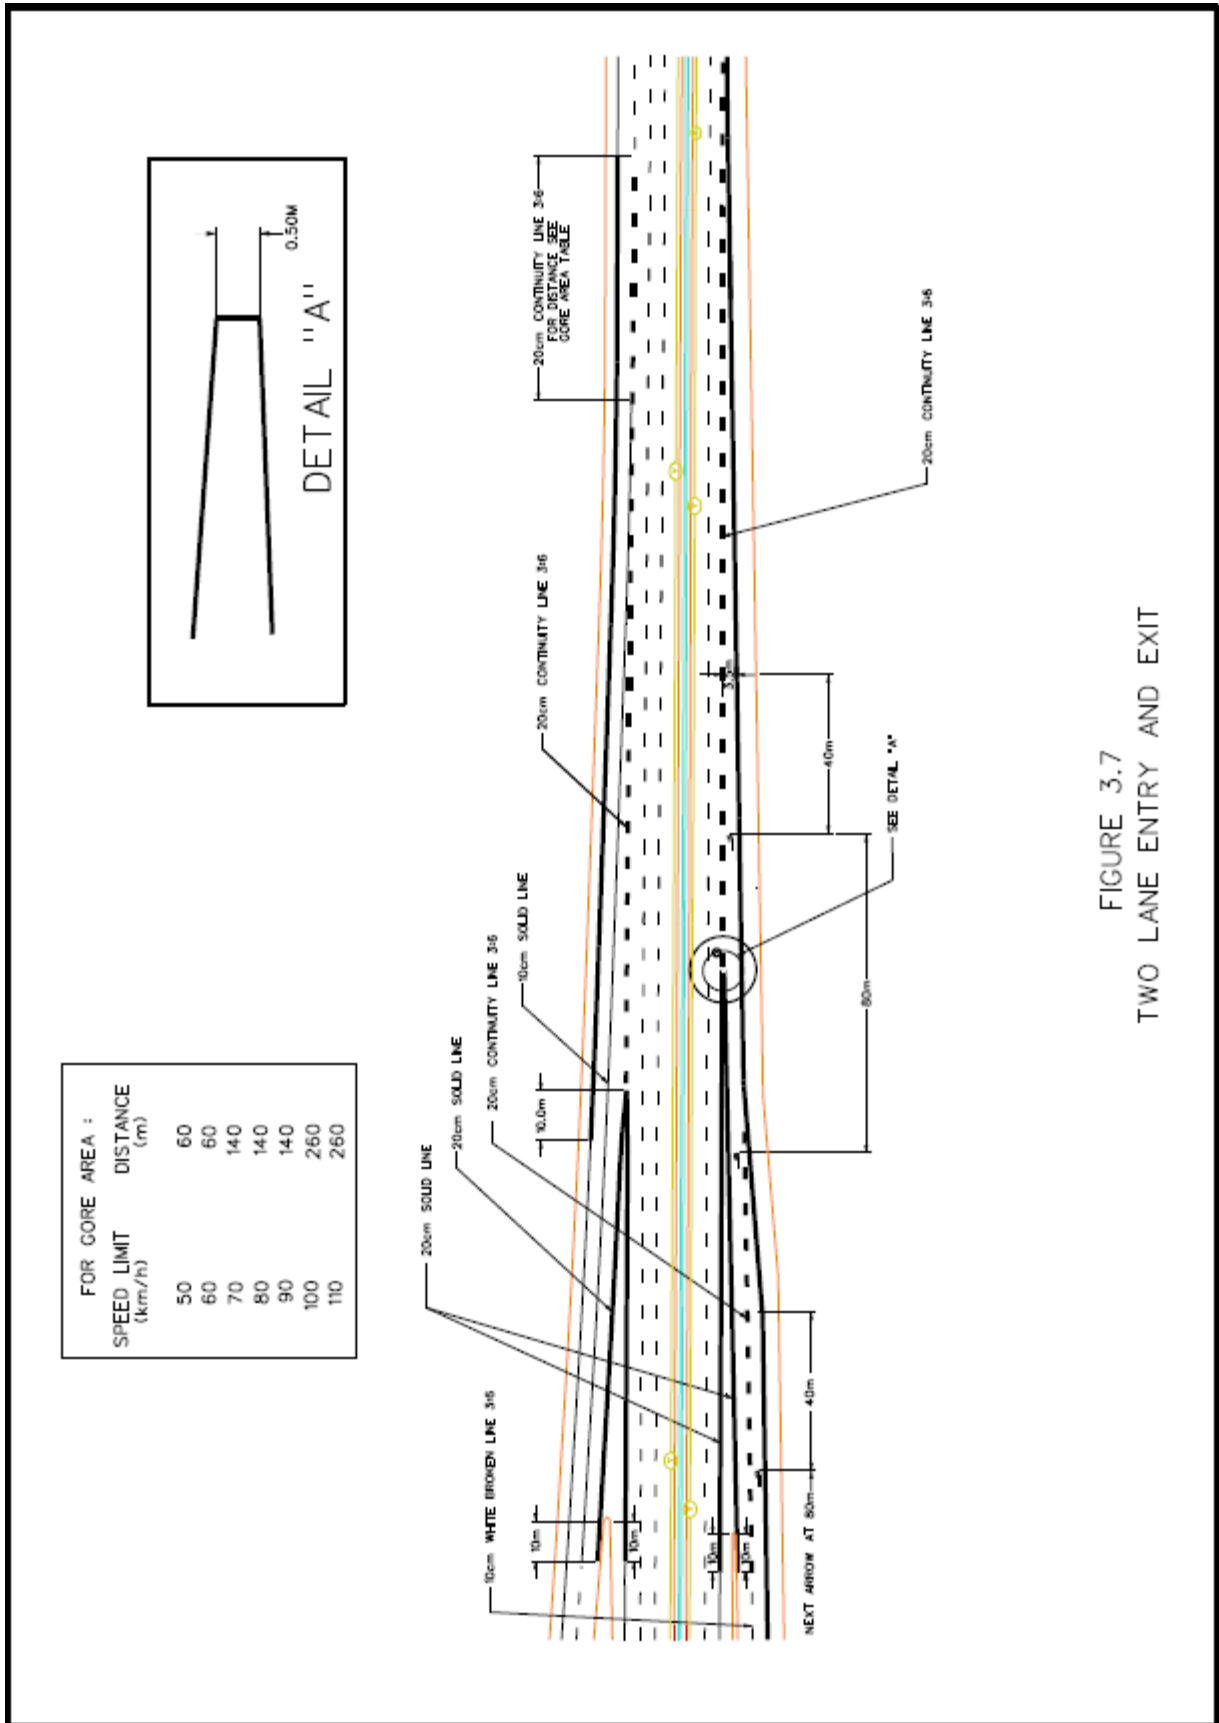 FOR GORE AREA :
SPEED LIMIT DISTANCE
(km/h) (m)
50 60
60 60
70 140
80 140
90 140
100 260
110 260
0.50M
DETAIL "A"
10cm WHITE BROKEN LINE 3:6
20cm SOLID LINE
20cm SOLID LINE
20cm CONTINUITY LINE 3:6
10cm SOLID LINE
20cm CONTINUITY LINE 3:6
20cm CONTINUITY LINE 3:6
FOR DISTANCE SEE
GORE AREA TABLE
10m
10m
10.0m
10m
10m
3.5m
NEXT ARROW AT 80m
40m
80m
40m
SEE DETAIL "A"
20cm CONTINUITY LINE 3:6
FIGURE 3.7
TWO LANE ENTRY AND EXIT